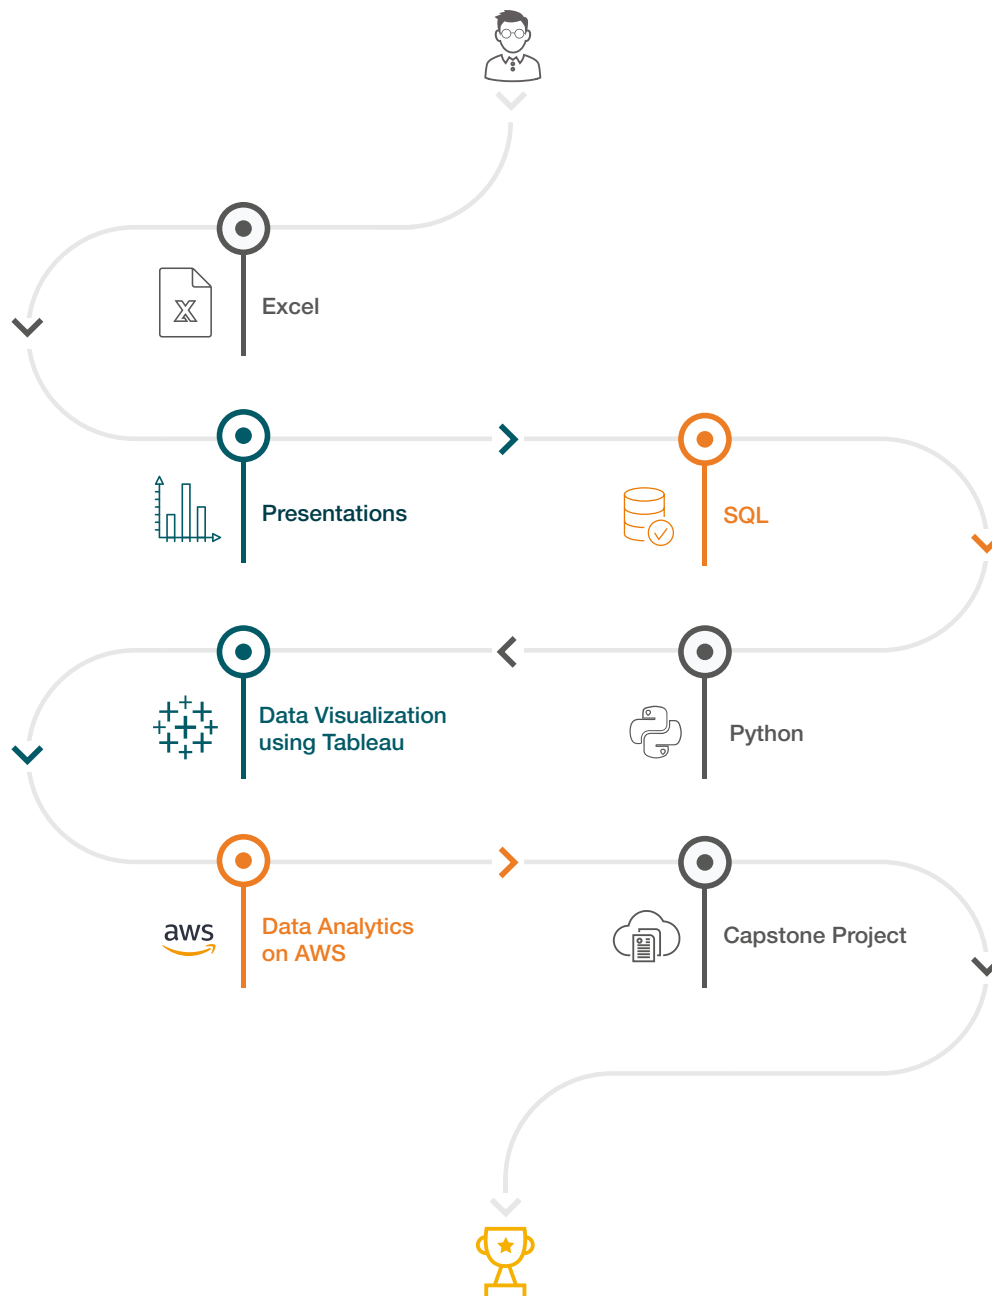 Excel
Presentations
SQL
Data Visualization
using Tableau
Python
aws
Data Analytics
on AWS
Capstone Project